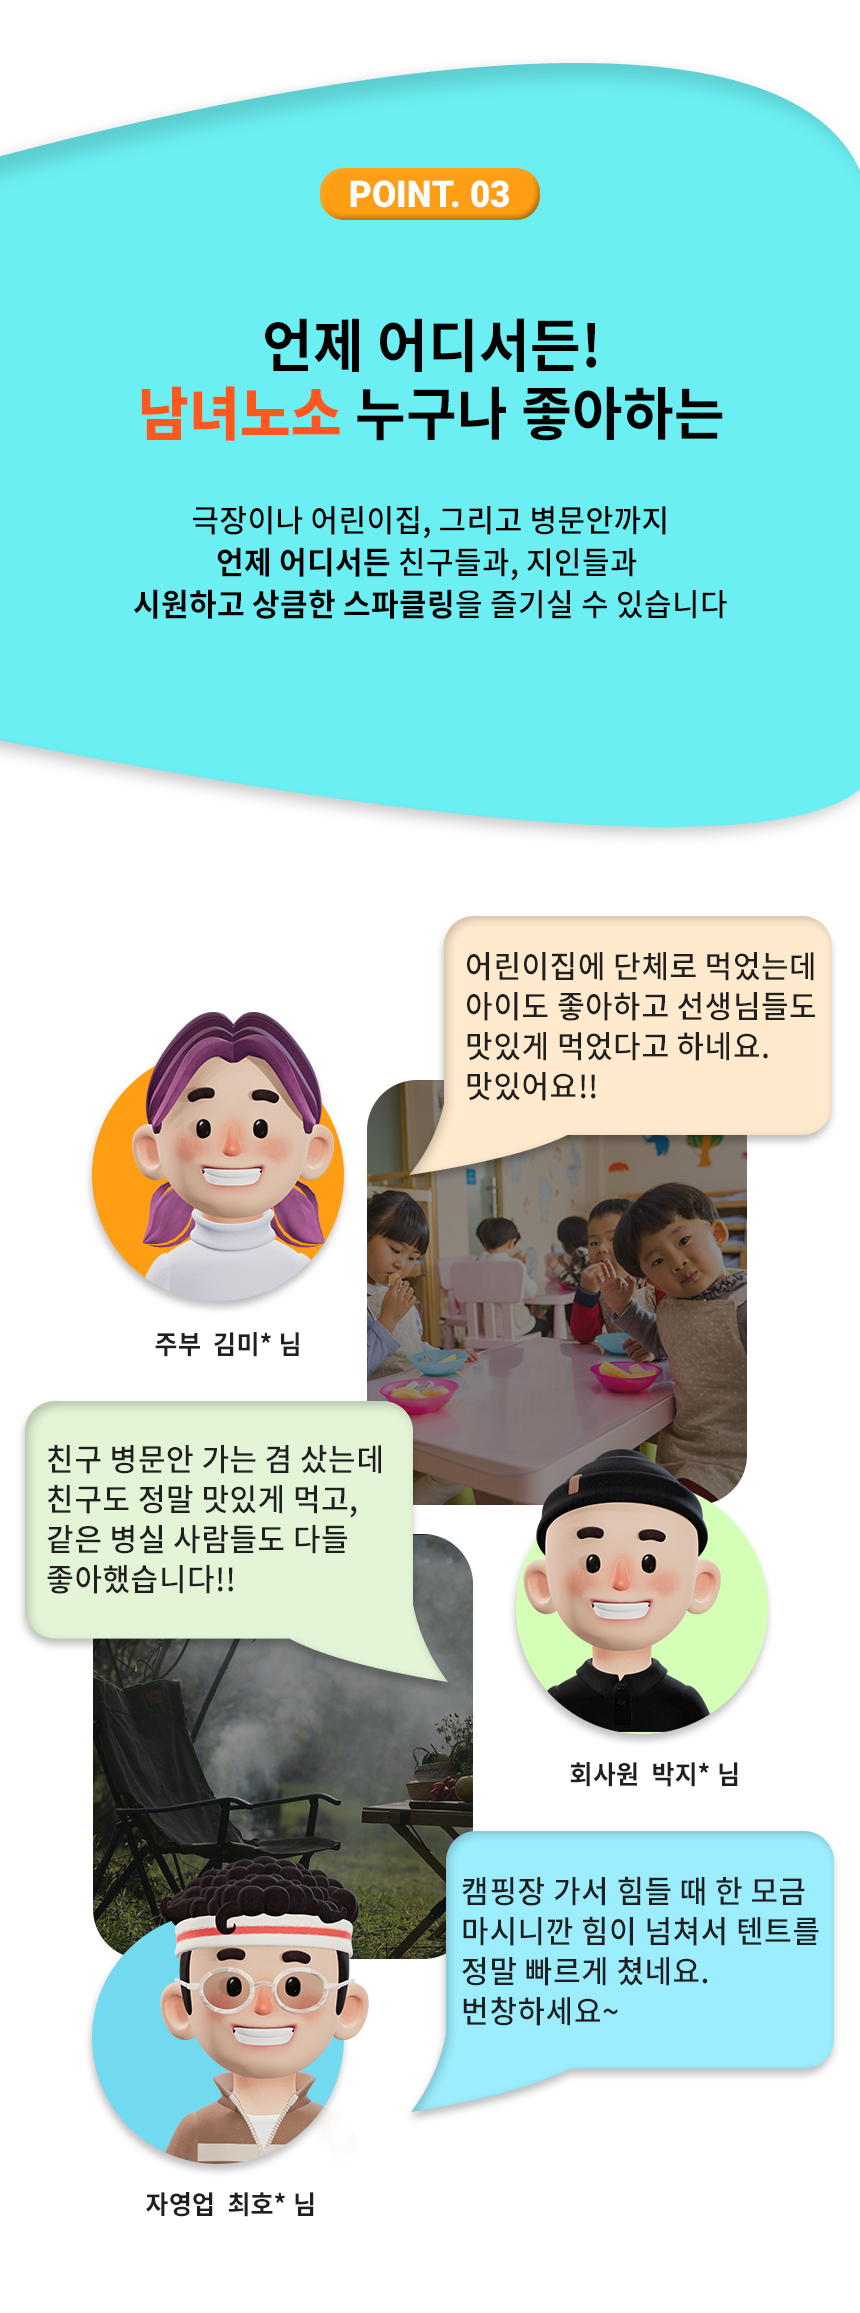 POINT. 03
언제 어디서든!
남녀노소 누구나 좋아하는
극장이나 어린이집, 그리고 병문안까지
언제 어디서든 친구들과, 지인들과
시원하고 상큼한 스파클링을 즐기실 수 있습니다
어린이집에 단체로 먹었는데
아이도 좋아하고 선생님들도
맛있게 먹었다고 하네요.
맛있어요!!
주부 김미* 님
친구 병문안 가는 겸 샀는데
친구도 정말 맛있게 먹고,
같은 병실 사람들도 다들
좋아했습니다!!
회사원 박지* 님
캠핑장 가서 힘들 때 한 모금
마시니깐 힘이 넘쳐서 텐트를
정말 빠르게 쳤네요.
번창하세요~
자영업 최호* 님